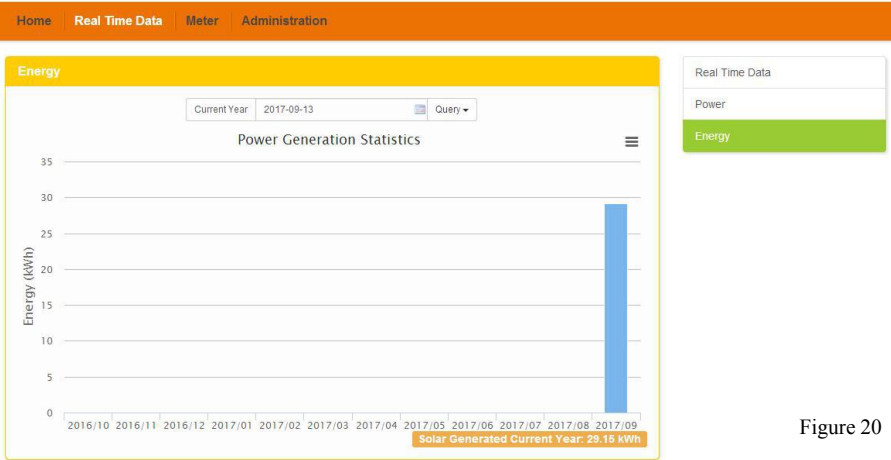 Home Real Time Data Meter Administration
Energy
Current Year 2017-09-13 Query
Power Generation Statistics
35
30
25
20
15
10
5
0
Energy (kWh)
2016/10 2016/11 2016/12 2017/01 2017/02 2017/03 2017/04 2017/05 2017/06 2017/07 2017/08 2017/09
Solar Generated Current Year: 29.15 kWh
Real Time Data
Power
Energy
Figure 20